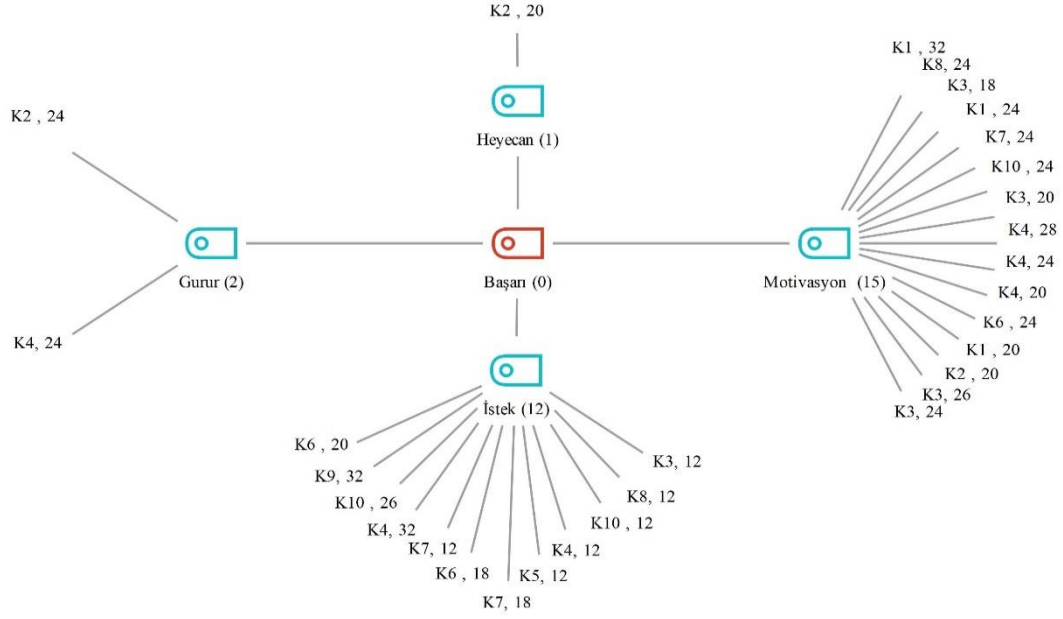 K2 , 20
Heyecan (1)
K2 , 24
K4, 24
Gurur (2)
Başarı (0)
Motivasyon (15)
K1 , 32
K8, 24
K3, 18
K1 , 24
K7, 24
K10 , 24
K3, 20
K4, 28
K4, 24
K4, 20
K6 , 24
K1 , 20
K2 , 20
K3, 26
K3, 24
İstek (12)
K6 , 20
K9, 32
K10 , 26
K4, 32
K7, 12
K6 , 18
K7, 18
K5, 12
K4, 12
K10 , 12
K8, 12
K3, 12